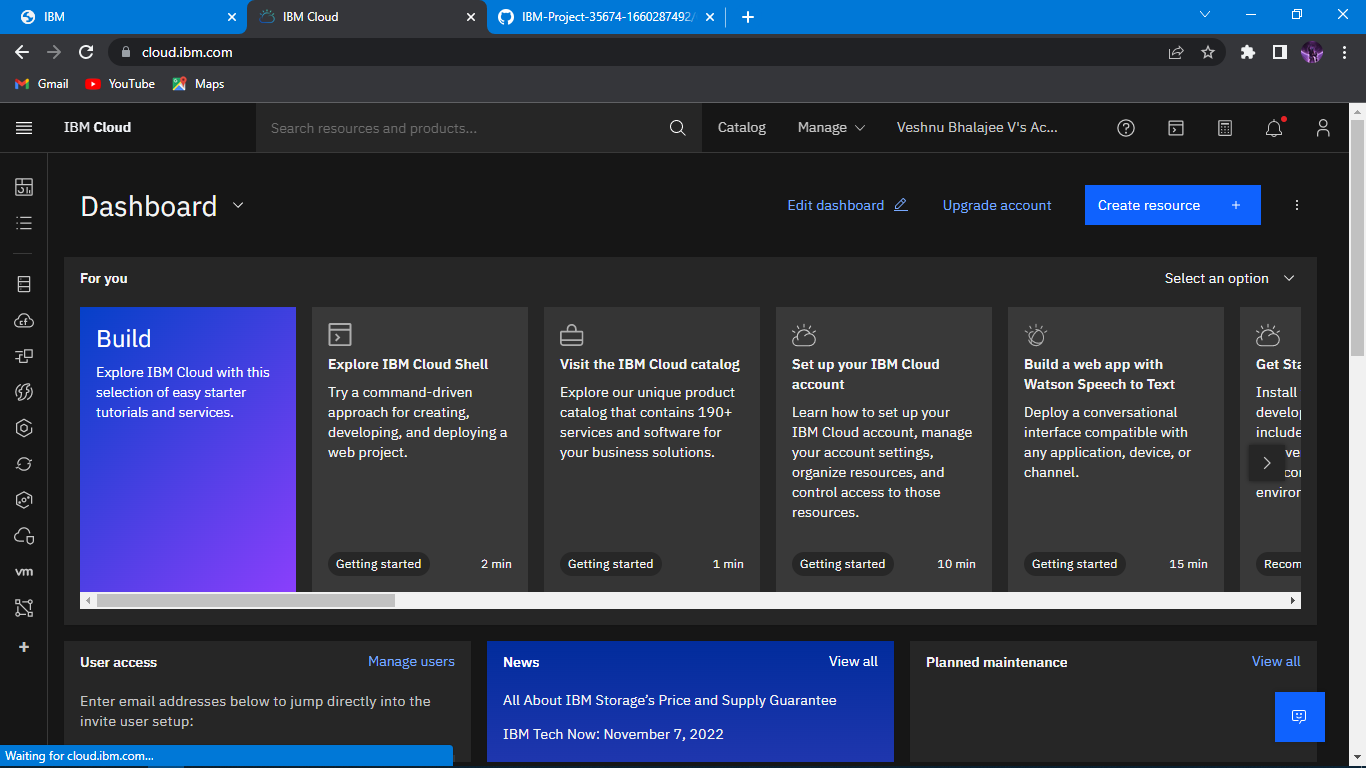 IBM
IBM Cloud
IBM-Project-35674-1660287492/
cloud.ibm.com
Gmail
YouTube
Maps
IBM Cloud
Search resources and products...
Catalog
Manage
Veshnu Bhalajee V's Ac...
Dashboard
Edit dashboard
Upgrade account
Create resource
For you
Select an option
Build
Explore IBM Cloud with this
selection of easy starter
tutorials and services.
Explore IBM Cloud Shell
Try a command-driven
approach for creating,
developing, and deploying a
web project.
Getting started
2 min
Visit the IBM Cloud catalog
Explore our unique product
catalog that contains 190+
services and software for
your business solutions.
Getting started
1 min
Set up your IBM Cloud
account
Learn how to set up your
IBM Cloud account, manage
your account settings,
organize resources, and
control access to those
resources.
Getting started
10 min
Build a web app with
Watson Speech to Text
Deploy a conversational
interface compatible with
any application, device, or
channel.
Getting started
15 min
Get Sta
Install
develop
include
ve
co
enviror
Recom
cf
vm
User access
Manage users
Enter email addresses below to jump directly into the
invite user setup:
News
View all
All About IBM Storage’s Price and Supply Guarantee
IBM Tech Now: November 7, 2022
Planned maintenance
View all
Waiting for cloud.ibm.com...